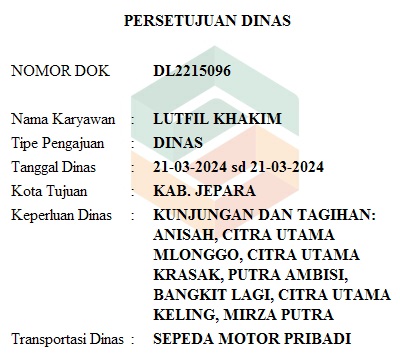 PERSETUJUAN DINAS
NOMOR DOK DL2215096
Nama Karyawan : LUTFIL KHAKIM
Tipe Pengajuan : DINAS
Tanggal Dinas : 21-03-2024 sd 21-03-2024
Kota Tujuan : KAB. JEPARA
Keperluan Dinas : KUNJUNGAN DAN TAGIHAN:
ANISAH, CITRA UTAMA
MLONGGO, CITRA UTAMA
KRASAK, PUTRA AMBISI,
BANGKIT LAGI, CITRA UTAMA
KELING, MIRZA PUTRA
Transportasi Dinas : SEPEDA MOTOR PRIBADI